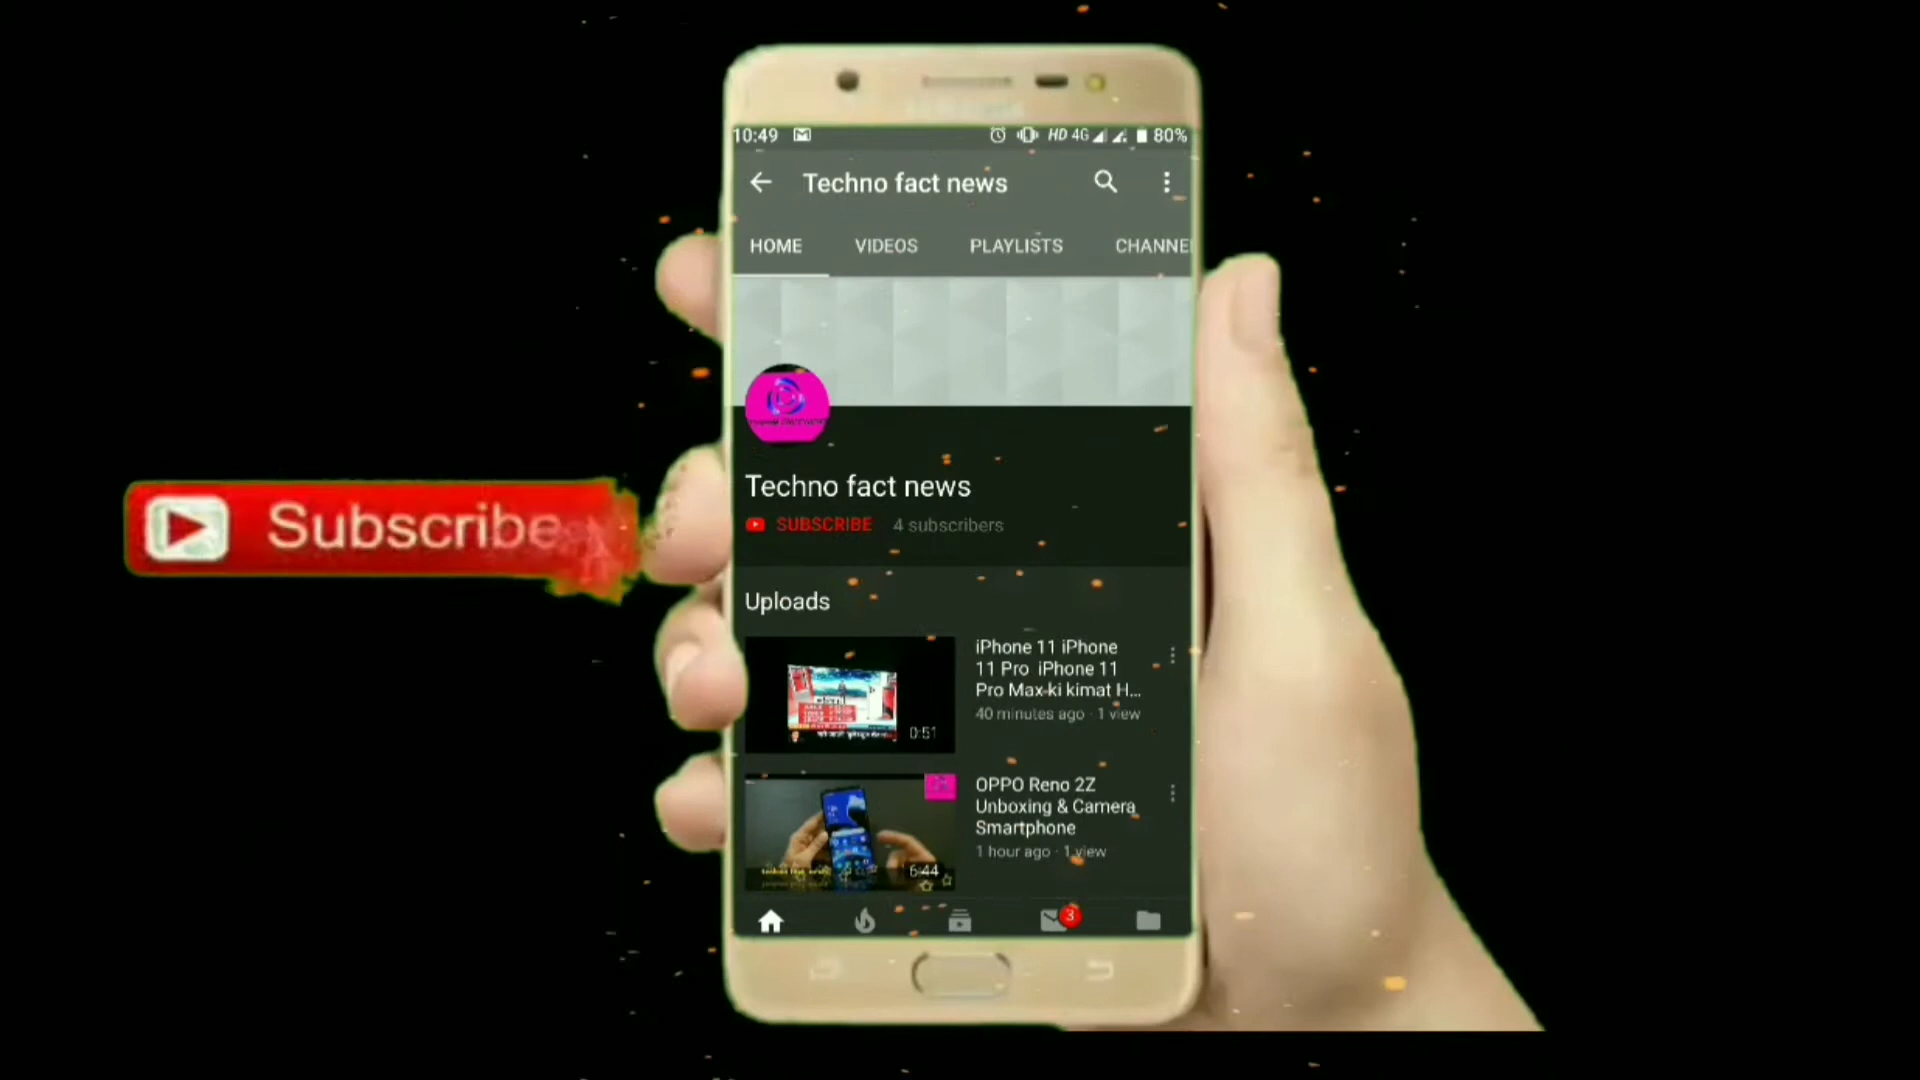 10:49
HD 4G 80%
Techno fact news
HOME VIDEOS PLAYLISTS CHANNE
Techno fact news
SUBSCRIBE 4 subscribers
Subscribe
Uploads
iPhone 11 iPhone
11 Pro iPhone 11
Pro Max ki kimat H...
40 minutes ago · 1 view
0:51
OPPO Reno 2Z
Unboxing & Camera
Smartphone
1 hour ago · 1 view
6:44
3